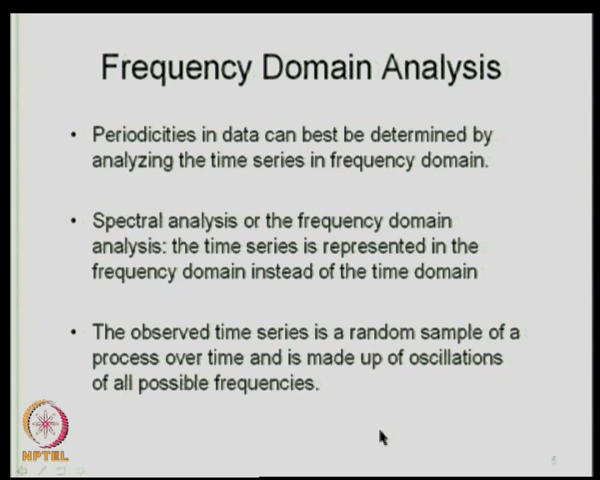 Frequency Domain Analysis
• Periodicities in data can best be determined by
analyzing the time series in frequency domain.
• Spectral analysis or the frequency domain
analysis: the time series is represented in the
frequency domain instead of the time domain
• The observed time series is a random sample of a
process over time and is made up of oscillations
of all possible frequencies.
NPTEL
5